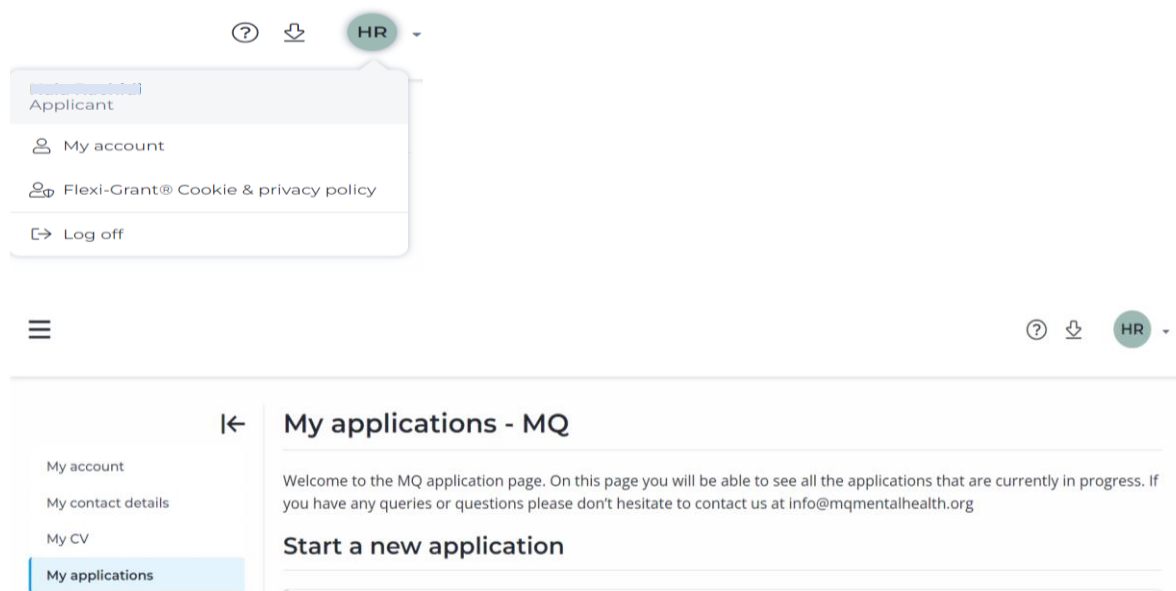 HR
Applicant
My account
Flexi-Grant® Cookie & privacy policy
Log off
HR
My applications - MQ
My account
Welcome to the MQ application page. On this page you will be able to see all the applications that are currently in progress. If
My contact details
you have any queries or questions please don't hesitate to contact us at info@mqmentalhealth.org
My CV
Start a new application
My applications